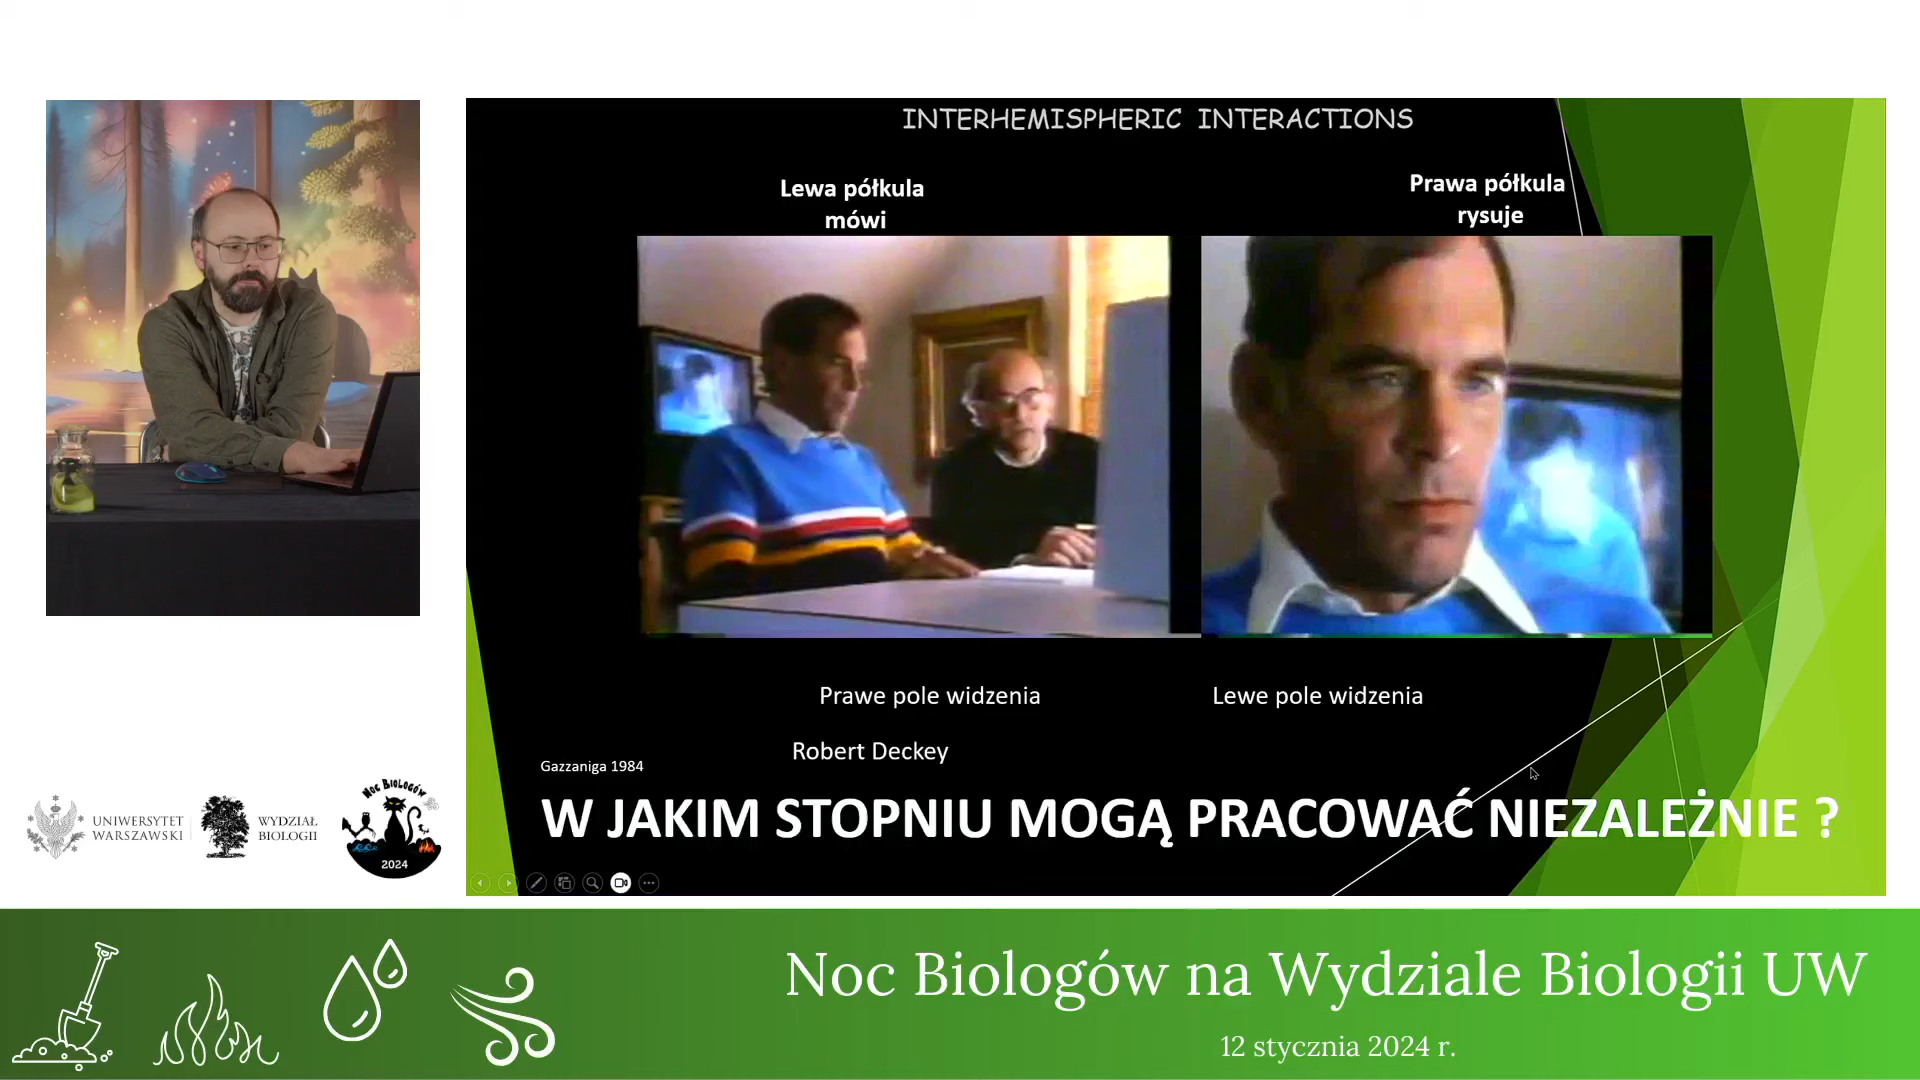 INTERHEMISPHERIC INTERACTIONS
Lewa półkula
mówi
Prawa półkula
rysuje
Prawe pole widzenia
Lewe pole widzenia
Robert Deckey
Gazzaniga 1984
W JAKIM STOPNIU MOGĄ PRACOWAĆ NIEZALEŻNIE ?
UNIWERSYTET
WARSZAWSKI
WYDZIAŁ
BIOLOGII
Noc Biologów
2024
Noc Biologów na Wydziale Biologii UW
12 stycznia 2024 r.